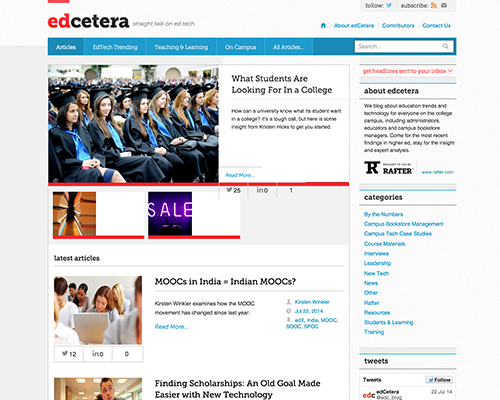 follow: subscribe:
edcetera straight talk on ed tech
About edCetera Contributors Contact Us
Articles EdTech Trending Teaching & Learning On Campus All Articles... Search...
What Students Are
Looking For In a College
How can a university know what its student want
in a college? It's a tough call, but here is some
insight from Kristen Hicks to get you started.
Read More...
25 in 0 1
SALE
latest articles
MOOCs in India = Indian MOOCs?
Kirsten Winkler examines how the MOOC
movement has changed since last year.
Read More...
Kirsten Winkler
Jul 22, 2014
edX, India, MOOC,
SOOC, SPOC
12 in 0 0
Finding Scholarships: An Old Goal Made
Easier with New Technology
get headlines sent to your inbox
about edcetera
We blog about education trends and
technology for everyone on the college
campus, including administrators,
educators and campus bookstore
managers. Come for the most recent
findings in higher ed, stay for the insight
and expert analysis.
BROUGHT TO YOU BY
R RAFTER www.rafter.com
categories
By the Numbers
Campus Bookstore Management
Campus Tech Case Studies
Course Materials
Interviews
Leadership
New Tech
News
Other
Rafter
Resources
Students & Learning
Training
tweets
Tweets Follow
edc edCetera 22 Jul 14
@edc_blog